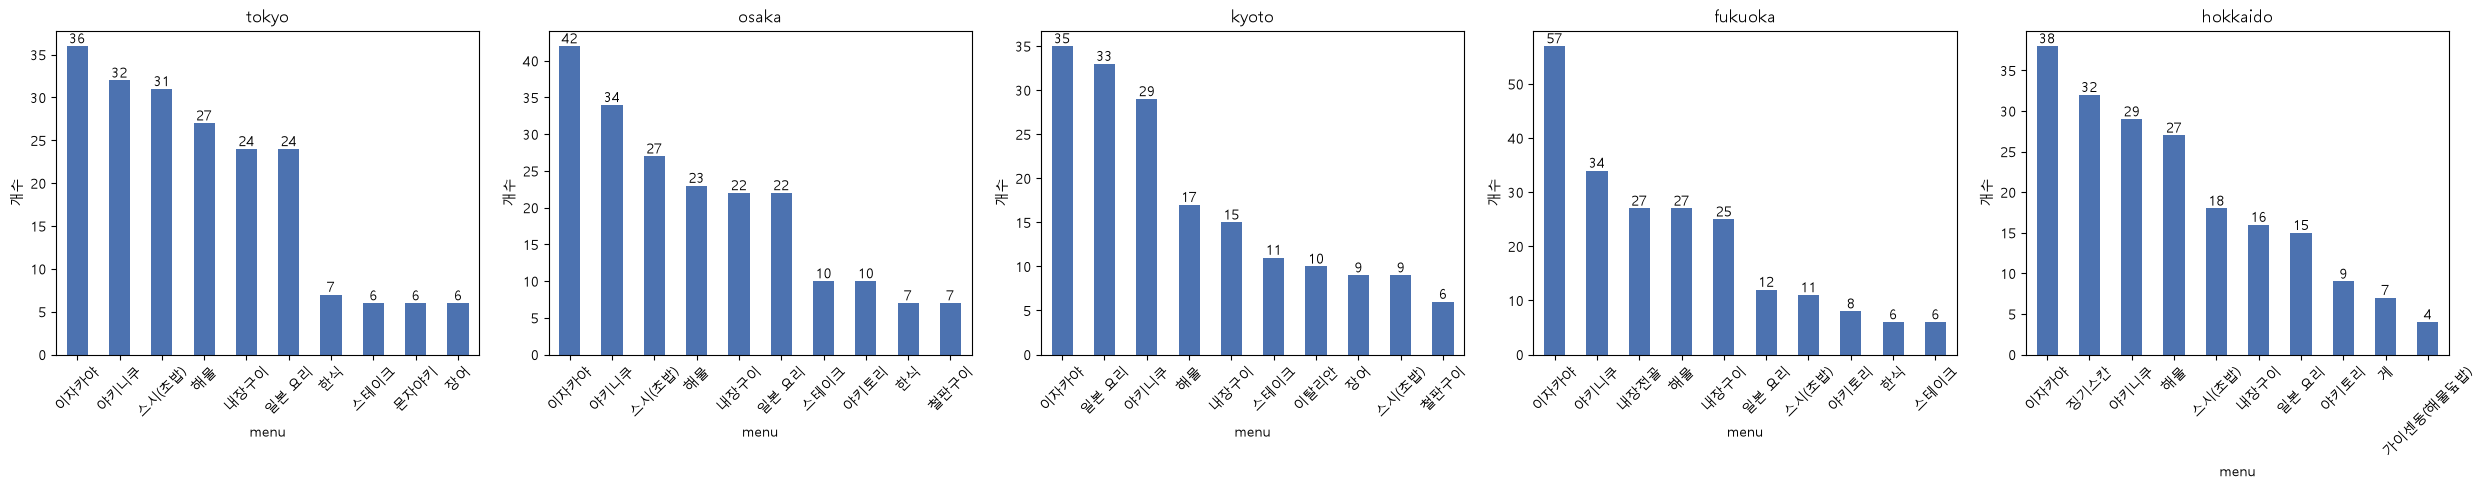 tokyo
개수
35
30
25
20
15
10
5
0
36
32
31
27
24
24
7
6
6
6
이자카야
야키니쿠
스시(초밥)
해물
내장구이
일본 요리
한식
스테이크
몬자야키
장어
menu
osaka
개수
40
35
30
25
20
15
10
5
0
42
34
27
23
22
22
10
10
7
7
이자카야
야키니쿠
스시(초밥)
해물
내장구이
일본 요리
스테이크
야키토리
한식
철판구이
menu
kyoto
개수
35
30
25
20
15
10
5
0
35
33
29
17
15
11
10
9
9
6
이자카야
일본 요리
야키니쿠
해물
내장구이
스테이크
이탈리안
장어
스시(초밥)
철판구이
menu
fukuoka
개수
50
40
30
20
10
0
57
34
27
27
25
12
11
8
6
6
이자카야
야키니쿠
내장전골
해물
내장구이
일본 요리
스시(초밥)
야키토리
한식
스테이크
menu
hokkaido
개수
35
30
25
20
15
10
5
0
38
32
29
27
18
16
15
9
7
4
이자카야
징기스칸
야키니쿠
해물
스시(초밥)
내장구이
일본 요리
야키토리
게
가이센동(해물덮밥)
menu